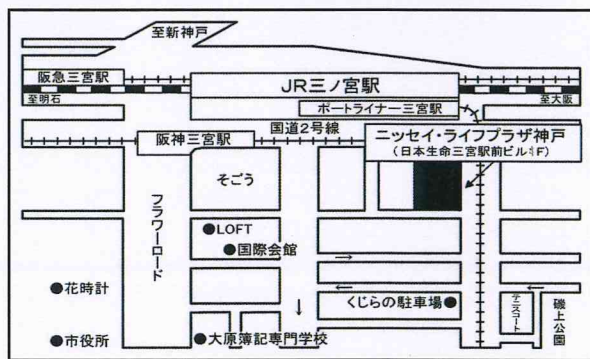 至新神戸
阪急三宮駅
JR三ノ宮駅
至明石
至大阪
ポートライナー三宮駅
国道2号線
阪神三宮駅
ニッセイ・ライフプラザ神戸
(日本生命三宮駅前ビル1F)
そごう
フラワーロード
LOFT
国際会館
花時計
くじらの駐車場
テニスコート
磯上公園
市役所
大原簿記専門学校